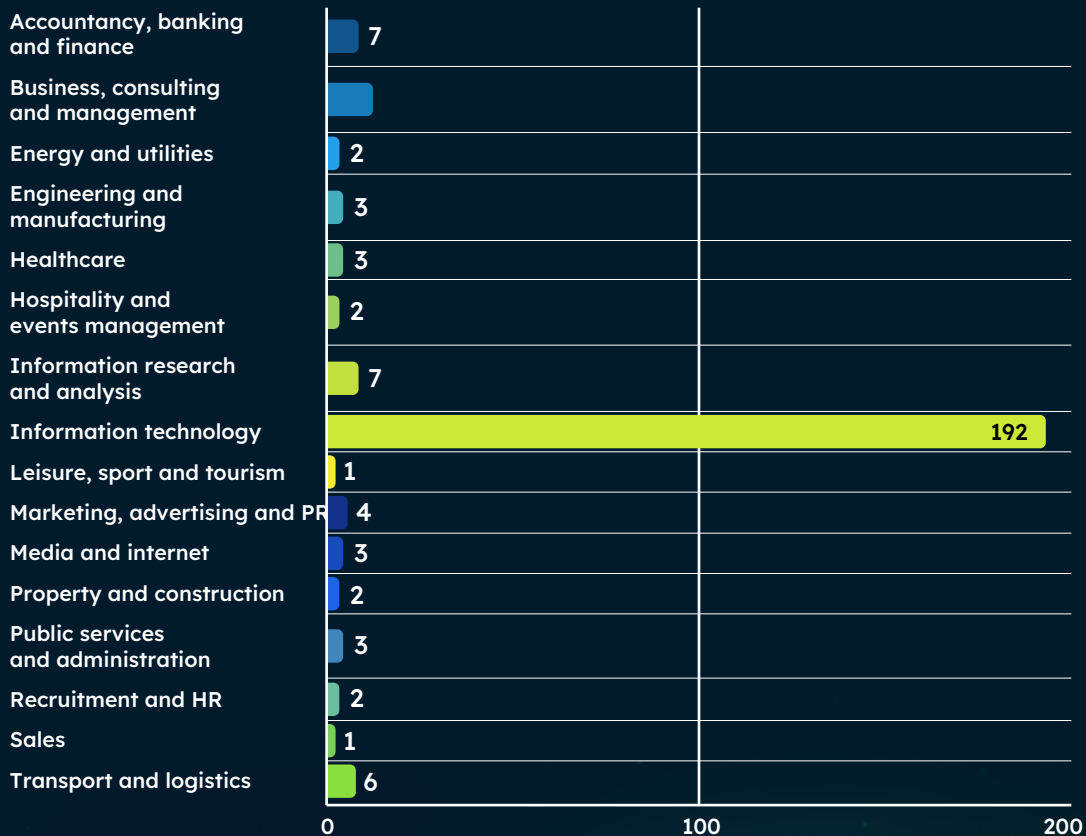 Accountancy, banking
and finance
7
Business, consulting
and management
Energy and utilities
2
Engineering and
manufacturing
3
Healthcare
3
Hospitality and
events management
2
Information research
and analysis
7
Information technology
192
Leisure, sport and tourism
1
Marketing, advertising and PR
4
Media and internet
3
Property and construction
2
Public services
and administration
3
Recruitment and HR
2
Sales
1
Transport and logistics
6
0 100 200